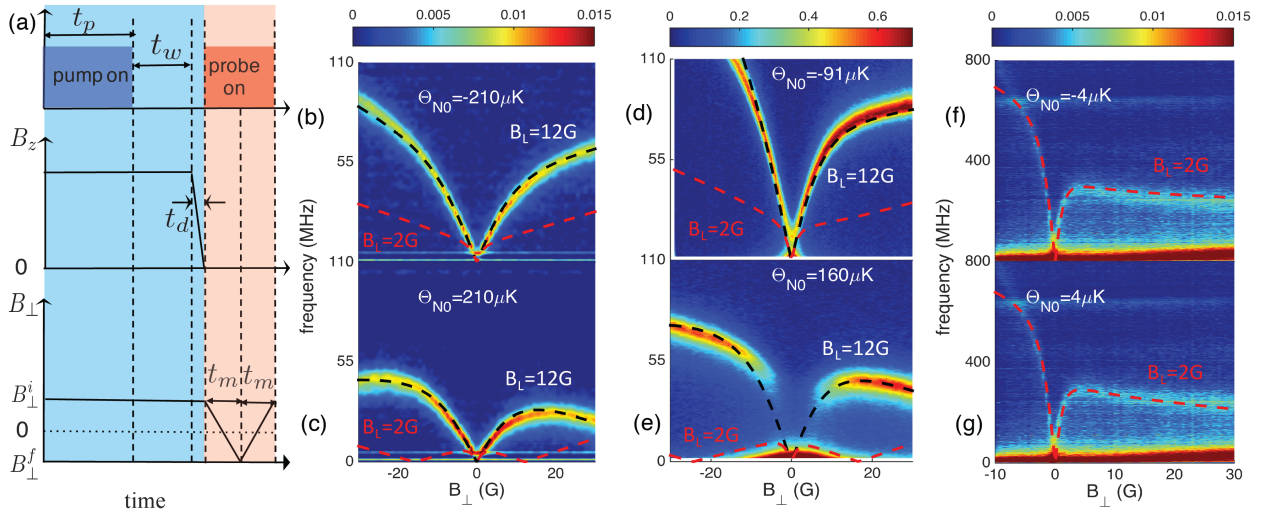 (a)
t_p
t_w
pump on
probe
on
B_z
t_d
0
B_⊥
B_⊥^i
t_m t_m
0
B_⊥^f
time
0 0.005 0.01 0.015
(b)
110
55
110
Θ_N0=-210μK
B_L=12G
B_L=2G
frequency (MHz)
(c)
55
0
Θ_N0=210μK
B_L=12G
B_L=2G
-20 0 20
B_⊥ (G)
0 0.2 0.4 0.6
(d)
110
55
110
Θ_N0=-91μK
B_L=12G
B_L=2G
(e)
55
0
Θ_N0=160μK
B_L=12G
B_L=2G
-20 0 20
B_⊥ (G)
0 0.005 0.01 0.015
(f)
800
400
800
Θ_N0=-4μK
B_L=2G
frequency (MHz)
(g)
400
0
Θ_N0=4μK
B_L=2G
-10 0 10 20 30
B_⊥ (G)